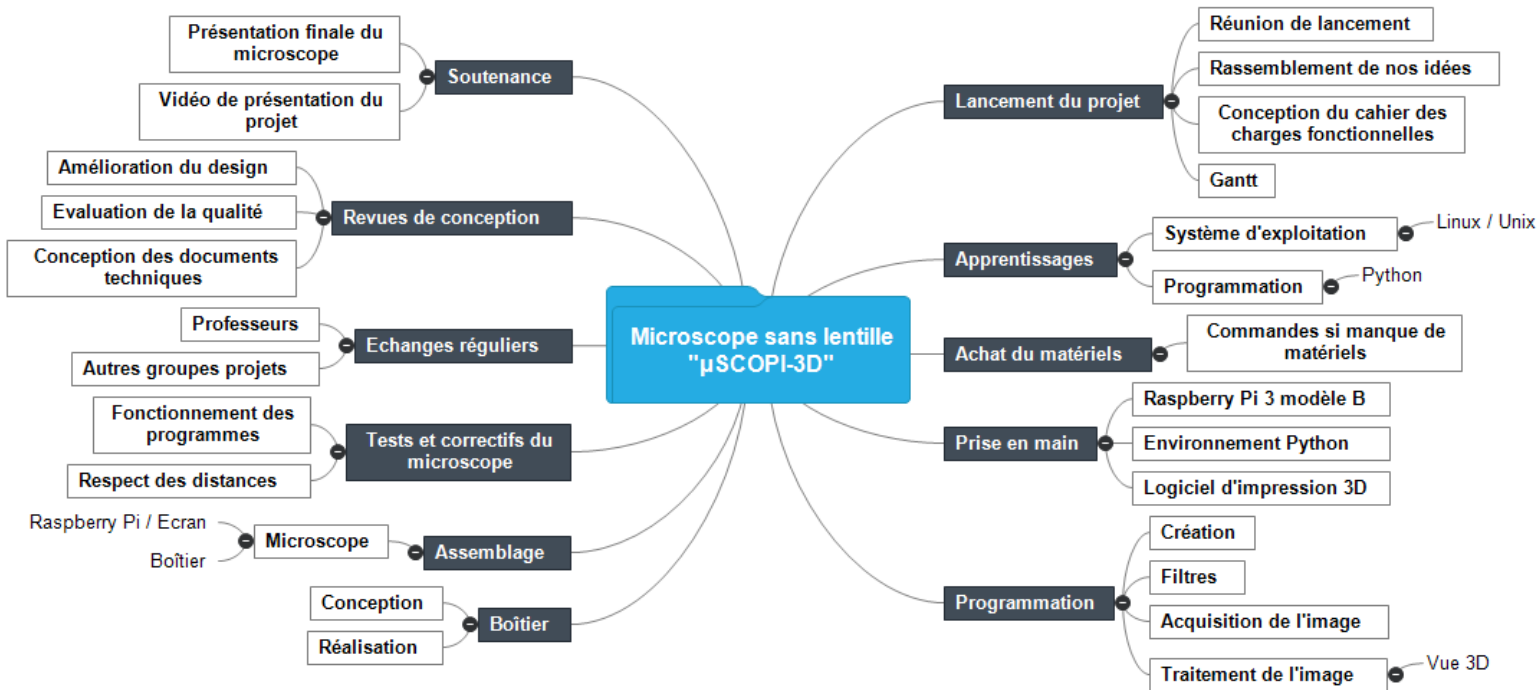 Microscope sans lentille
"µSCOPI-3D"
Lancement du projet
Réunion de lancement
Rassemblement de nos idées
Conception du cahier des
charges fonctionnelles
Gantt
Apprentissages
Système d'exploitation
Linux / Unix
Programmation
Python
Achat du matériels
Commandes si manque de
matériels
Prise en main
Raspberry Pi 3 modèle B
Environnement Python
Logiciel d'impression 3D
Programmation
Création
Filtres
Acquisition de l'image
Traitement de l'image
Vue 3D
Soutenance
Présentation finale du
microscope
Vidéo de présentation du
projet
Revues de conception
Amélioration du design
Evaluation de la qualité
Conception des documents
techniques
Echanges réguliers
Professeurs
Autres groupes projets
Tests et correctifs du
microscope
Fonctionnement des
programmes
Respect des distances
Assemblage
Microscope
Raspberry Pi / Ecran
Boîtier
Boîtier
Conception
Réalisation